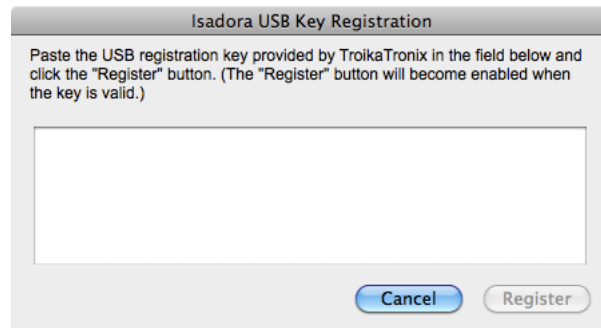 Isadora USB Key Registration
Paste the USB registration key provided by TroikaTronix in the field below and
click the "Register" button. (The "Register" button will become enabled when
the key is valid.)
Cancel
Register